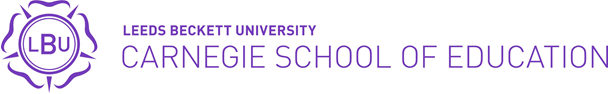 LBU
LEEDS BECKETT UNIVERSITY
CARNEGIE SCHOOL OF EDUCATION